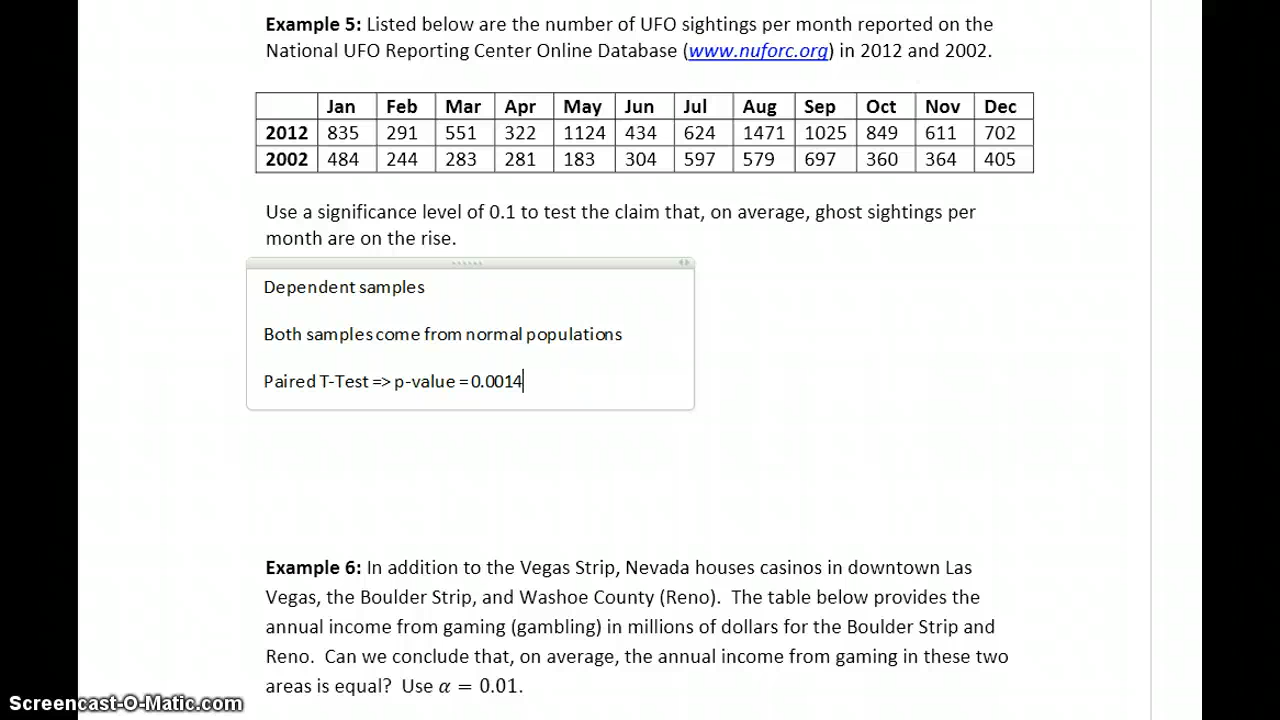 Example 5: Listed below are the number of UFO sightings per month reported on the
National UFO Reporting Center Online Database (www.nuforc.org) in 2012 and 2002.
Jan Feb Mar Apr May Jun Jul Aug Sep Oct Nov Dec
2012 835 291 551 322 1124 434 624 1471 1025 849 611 702
2002 484 244 283 281 183 304 597 579 697 360 364 405
Use a significance level of 0.1 to test the claim that, on average, ghost sightings per
month are on the rise.
Dependent samples
Both samples come from normal populations
Paired T-Test => p-value = 0.0014
Example 6: In addition to the Vegas Strip, Nevada houses casinos in downtown Las
Vegas, the Boulder Strip, and Washoe County (Reno). The table below provides the
annual income from gaming (gambling) in millions of dollars for the Boulder Strip and
Reno. Can we conclude that, on average, the annual income from gaming in these two
areas is equal? Use α = 0.01.
Screencast-O-Matic.com